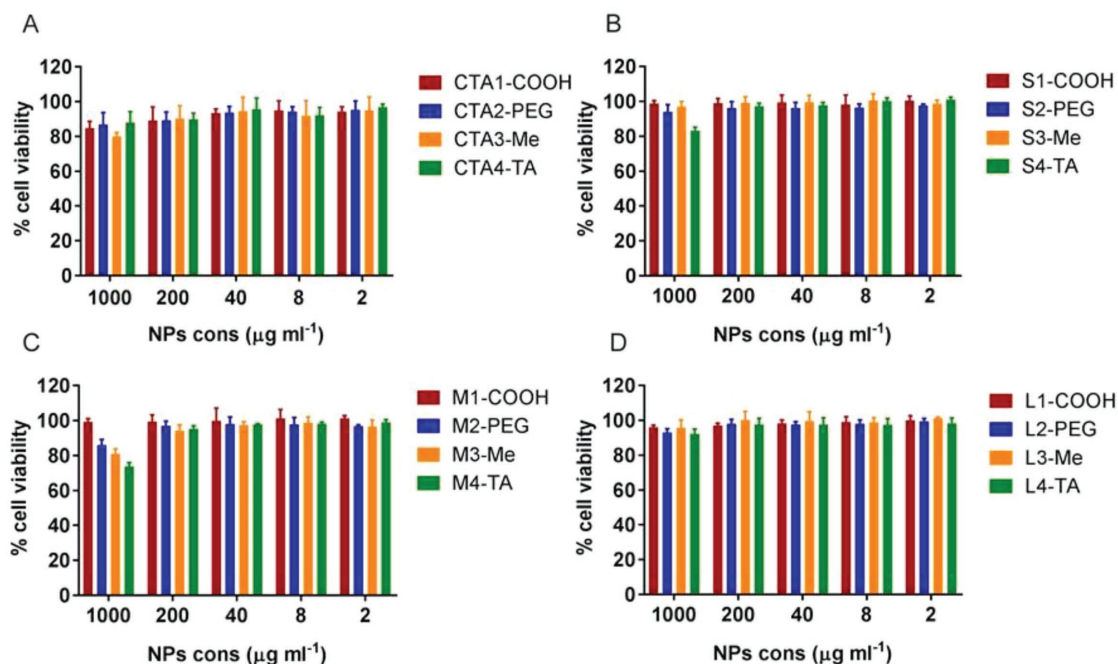 A
% cell viability
120
100
80
60
40
20
0
1000 200 40 8 2
NPs cons (μg ml⁻¹)
CTA1-COOH
CTA2-PEG
CTA3-Me
CTA4-TA
B
% cell viability
120
100
80
60
40
20
0
1000 200 40 8 2
NPs cons (μg ml⁻¹)
S1-COOH
S2-PEG
S3-Me
S4-TA
C
% cell viability
120
100
80
60
40
20
0
1000 200 40 8 2
NPs cons (μg ml⁻¹)
M1-COOH
M2-PEG
M3-Me
M4-TA
D
% cell viability
120
100
80
60
40
20
0
1000 200 40 8 2
NPs cons (μg ml⁻¹)
L1-COOH
L2-PEG
L3-Me
L4-TA